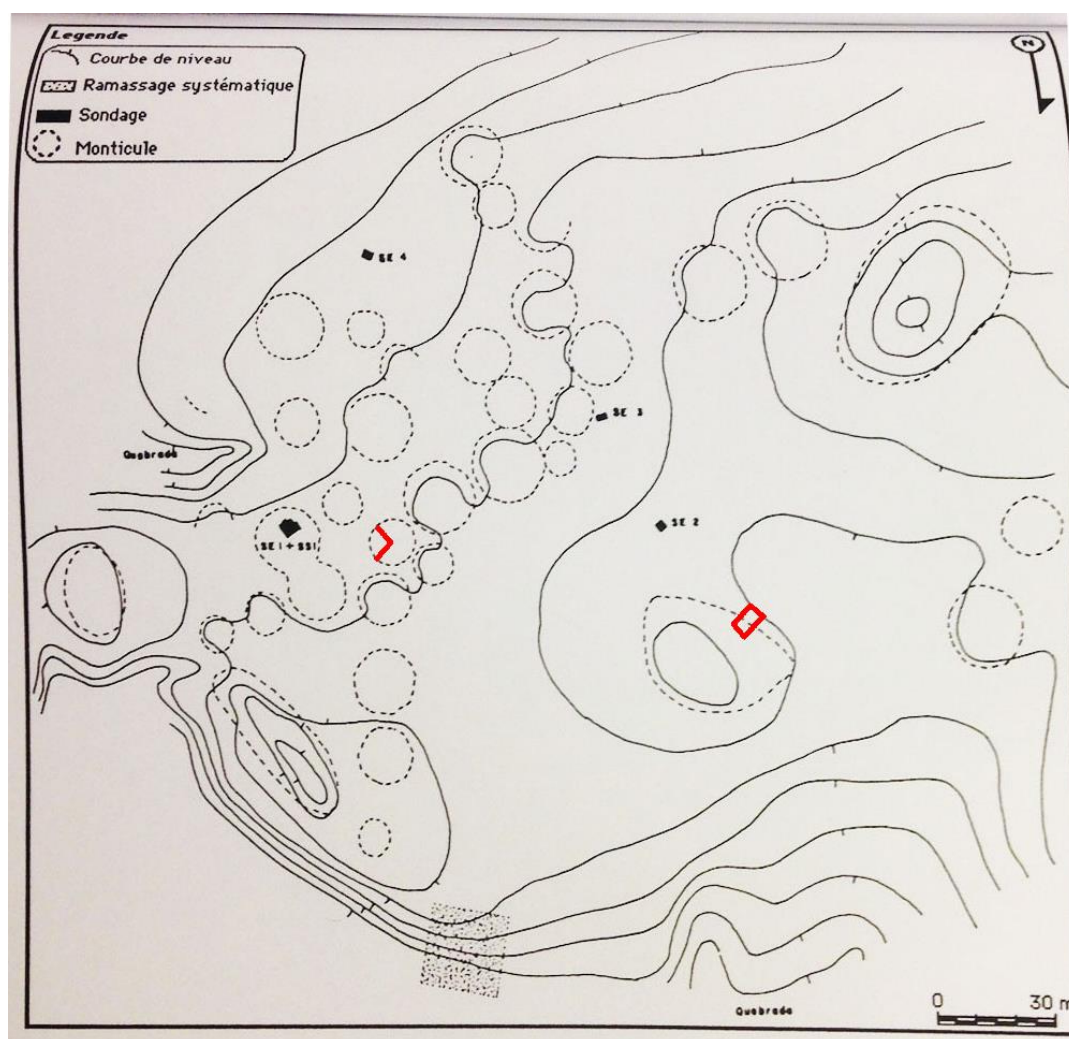 Legende
Courbe de niveau
Ramassage systématique
Sondage
Monticule
N
SE 4
SE 3
Quebrada
SE 2
SE 1 + SS1
0 30 m
Quebrada